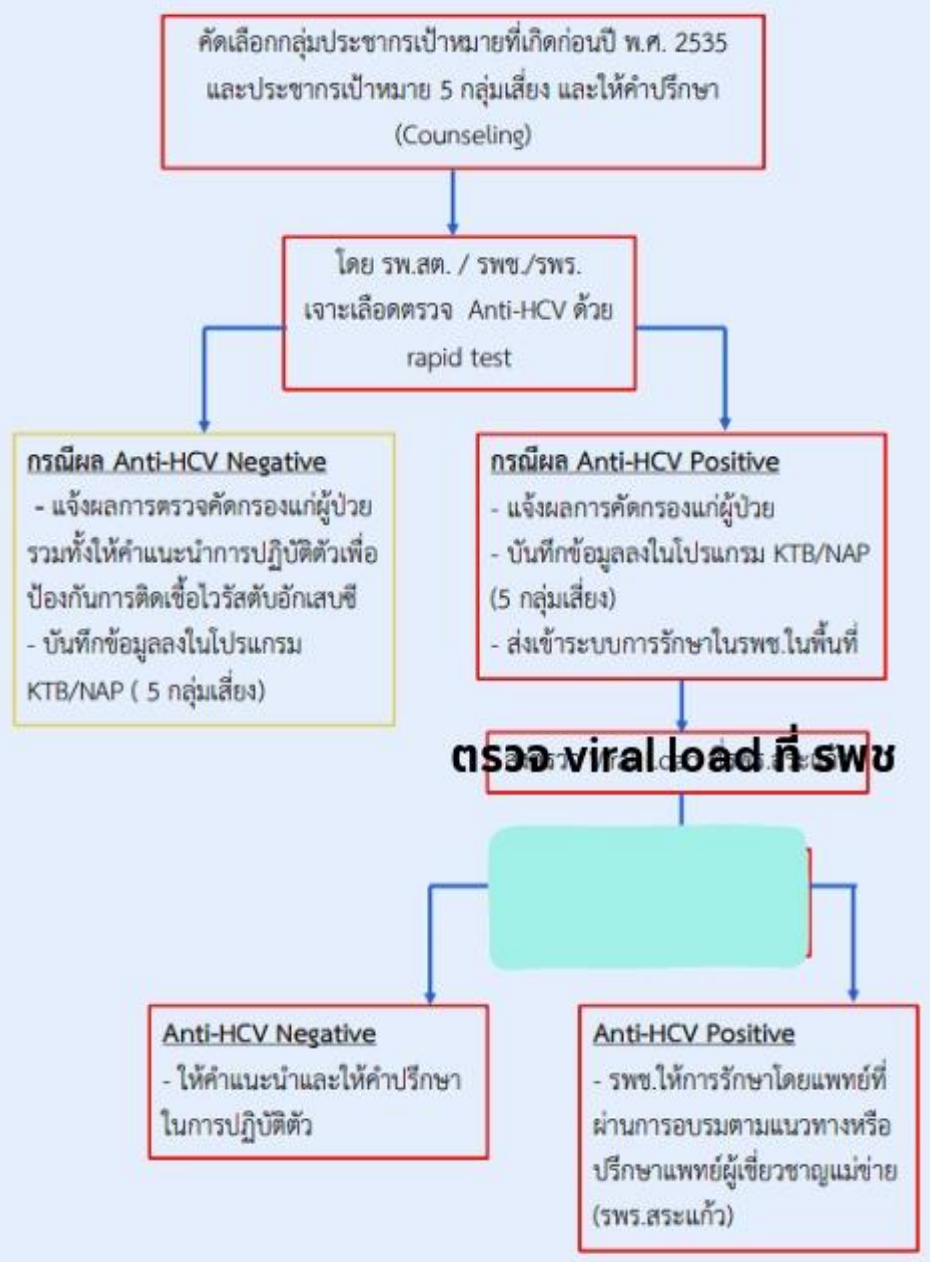 คัดเลือกกลุ่มประชากรเป้าหมายที่เกิดก่อนปี พ.ศ. 2535
และประชากรเป้าหมาย 5 กลุ่มเสี่ยง และให้คำปรึกษา
(Counseling)
โดย รพ.สต. / รพช./รพร.
เจาะเลือดตรวจ Anti-HCV ด้วย
rapid test
กรณีผล Anti-HCV Negative
- แจ้งผลการตรวจคัดกรองแก่ผู้ป่วย
รวมทั้งให้คำแนะนำการปฏิบัติตัวเพื่อ
ป้องกันการติดเชื้อไวรัสตับอักเสบซี
- บันทึกข้อมูลลงในโปรแกรม
KTB/NAP ( 5 กลุ่มเสี่ยง)
กรณีผล Anti-HCV Positive
- แจ้งผลการคัดกรองแก่ผู้ป่วย
- บันทึกข้อมูลลงในโปรแกรม KTB/NAP
(5 กลุ่มเสี่ยง)
- ส่งเข้าระบบการรักษาในรพช.ในพื้นที่
ตรวจ viral load ที่ รพช
Anti-HCV Negative
- ให้คำแนะนำและให้คำปรึกษา
ในการปฏิบัติตัว
Anti-HCV Positive
- รพช.ให้การรักษาโดยแพทย์ที่
ผ่านการอบรมตามแนวทางหรือ
ปรึกษาแพทย์ผู้เชี่ยวชาญแม่ข่าย
(รพร.สระแก้ว)